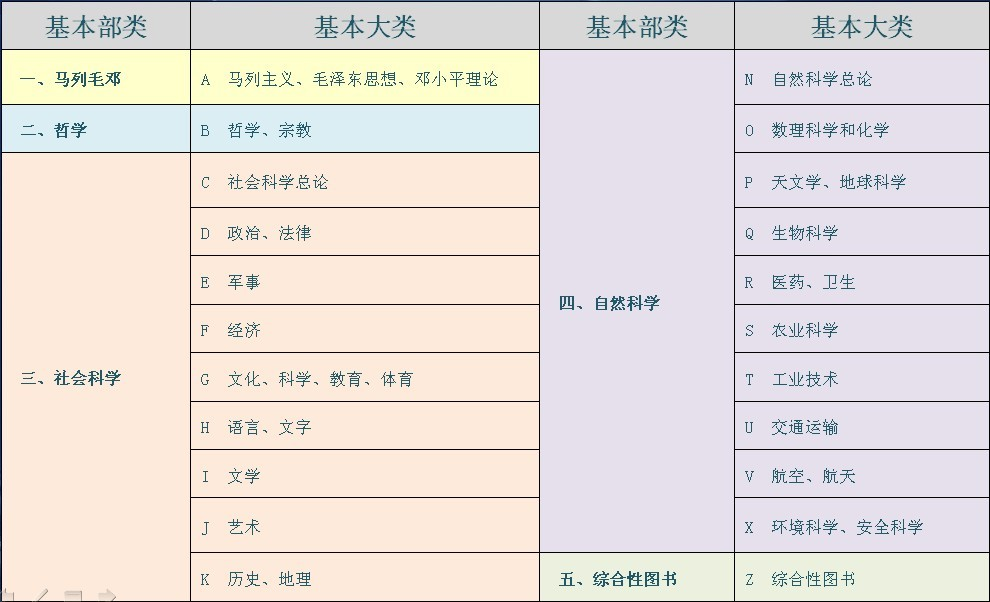 基本部类 基本大类 基本部类 基本大类
一、马列毛邓 A 马列主义、毛泽东思想、邓小平理论 N 自然科学总论
二、哲学 B 哲学、宗教 O 数理科学和化学
C 社会科学总论 P 天文学、地球科学
D 政治、法律 Q 生物科学
E 军事 R 医药、卫生
四、自然科学
F 经济 S 农业科学
三、社会科学 G 文化、科学、教育、体育 T 工业技术
H 语言、文字 U 交通运输
I 文学 V 航空、航天
J 艺术 X 环境科学、安全科学
K 历史、地理 五、综合性图书 Z 综合性图书